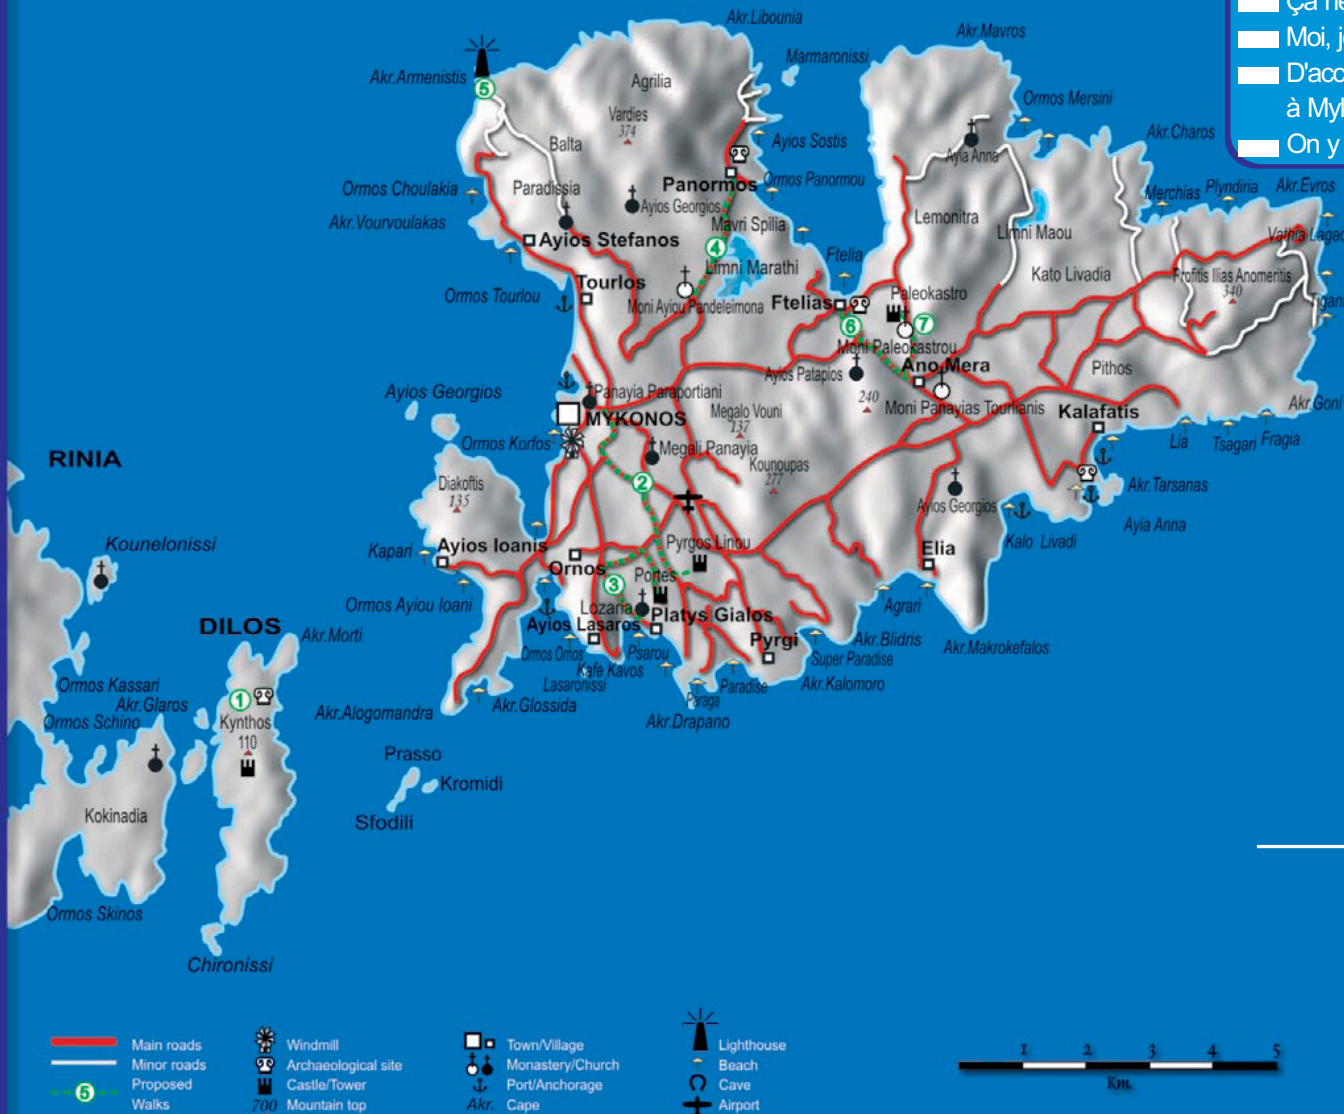 Moi, j
D'acc
à Myk
On y
Akr.Libounia
Akr.Mavros
Marmaronissi
Akr.Armenistis
5
Agrilia
Vardies
374
Ormos Mersini
Akr.Charos
Balta
Ayios Sostis
Ayia Anna
Ormos Choulakia
Paradissia
Panormos
Ormos Panormou
Merchias
Plyndiria
Akr.Evros
Ayios Georgios
Akr.Vourvoulakas
Mavri Spilia
Lemonitra
Limni Maou
Ayios Stefanos
4
Ftelia
Limni Marathi
Kato Livadia
Profitis Ilias Anomeritis
340
Tourlos
Ormos Tourlou
Moni Ayiou Pandeleimona
Ftelias
Paleokastro
6
7
Moni Paleokastrou
Ayios Patapios
Ano Mera
Pithos
240
Moni Panayias Tourlianis
Ayios Georgios
Panayia Paraportiani
MYKONOS
Megalo Vouni
137
Kalafatis
Akr.Goni
Ormos Korfos
Megali Panayia
Lia
Tsagari
Fragia
RINIA
Kounoupas
277
Diakoftis
135
2
Akr.Tarsanas
Ayios Georgios
Ayia Anna
Kounelonissi
Kapari
Ayios Ioanis
Pyrgos Linou
Kalo Livadi
Elia
Ornos
3
Portes
Ormos Ayiou Ioani
Lozaria
Agrari
DILOS
Akr.Morti
Ayios Lasaros
Platys Gialos
Pyrgi
Akr.Blidris
Akr.Makrokefalos
Ormos Ornos
Psarou
Kafe Kavos
Super Paradise
Lasaronissi
Paradise
Akr.Kalomoro
Ormos Kassari
Akr.Glaros
1
Akr.Alogomandra
Akr.Glossida
Paraga
Akr.Drapano
Ormos Schino
Kynthos
110
Prasso
Kromidi
Kokinadia
Sfodili
Ormos Skinos
Chironissi
Main roads
Minor roads
5 Proposed
Walks
Windmill
Archaeological site
Castle/Tower
700 Mountain top
Town/Village
Monastery/Church
Port/Anchorage
Akr. Cape
Lighthouse
Beach
Cave
Airport
1 2 3 4 5
Km.